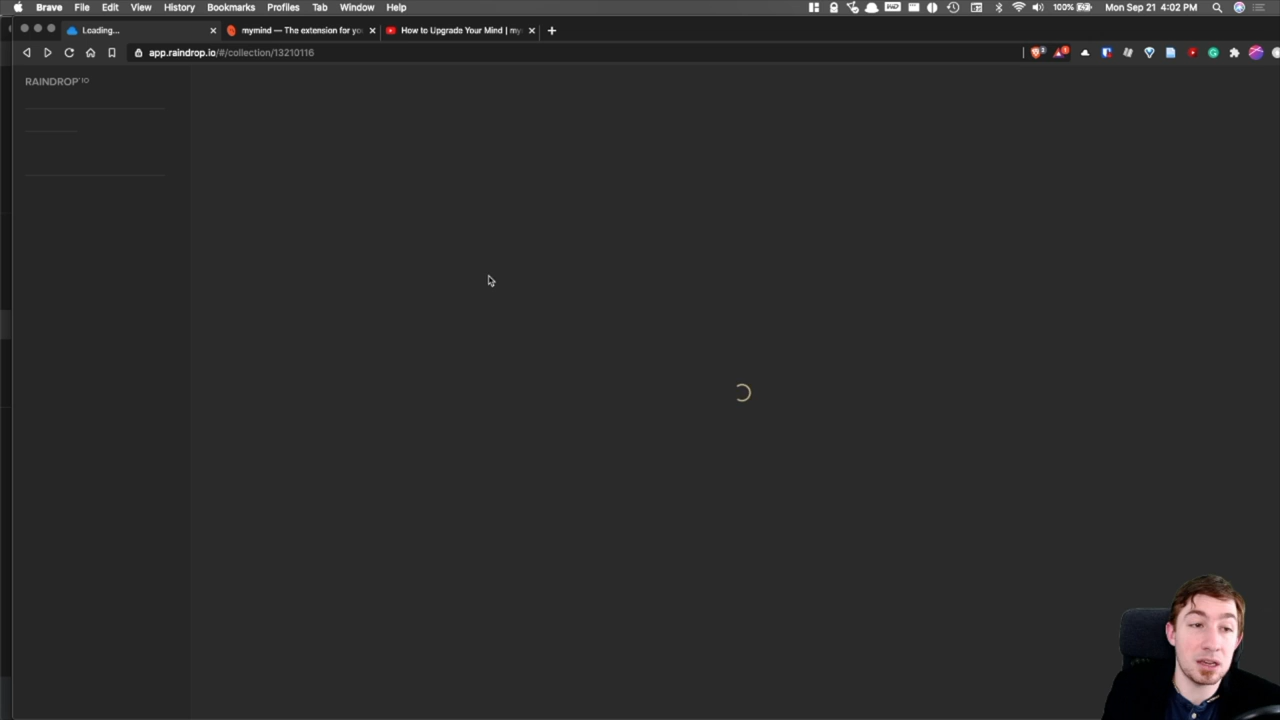 Brave File Edit View History Bookmarks Profiles Tab Window Help 100% Mon Sep 21 4:02 PM
Loading... mymind — The extension for yo How to Upgrade Your Mind | my
app.raindrop.io/#/collection/13210116
RAINDROP.IO